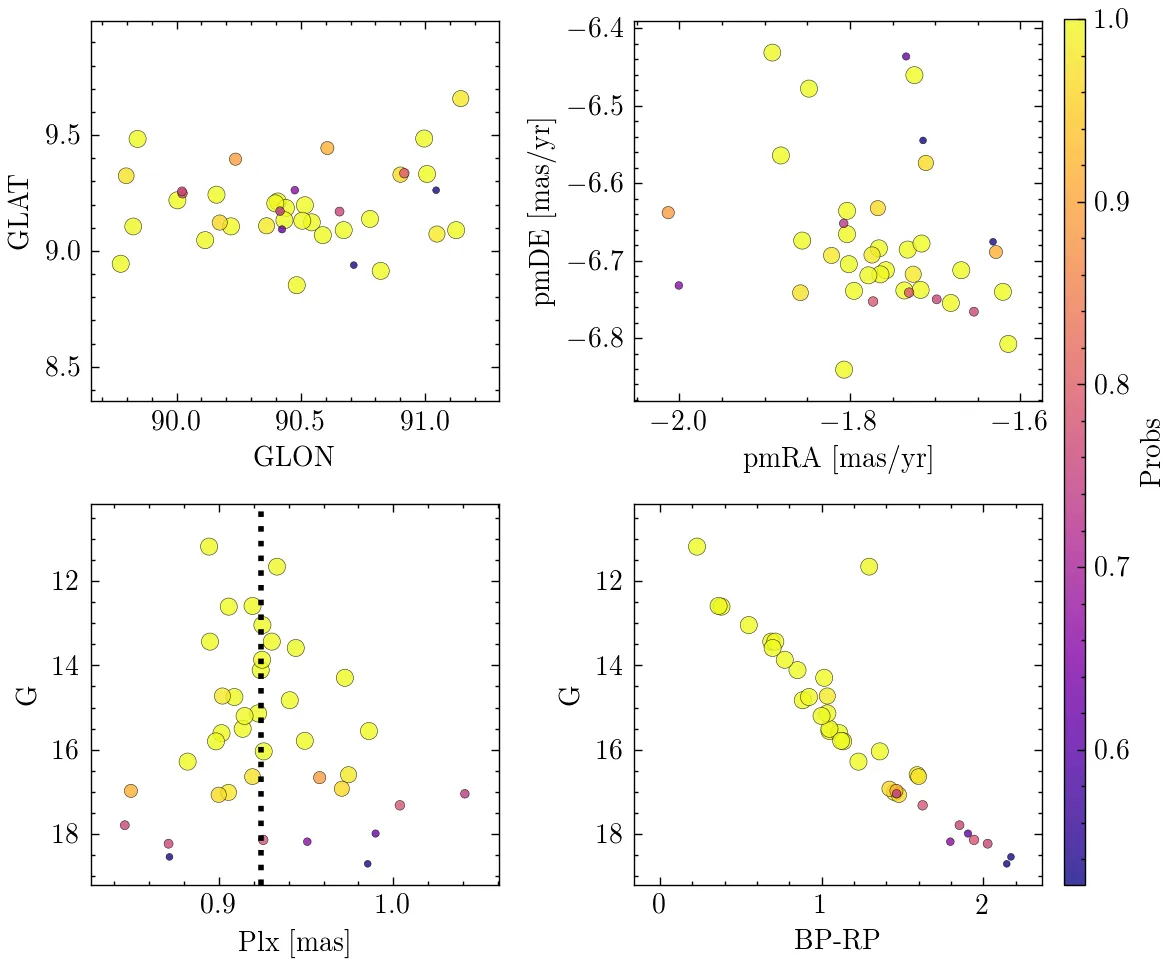 9.5
9.0
8.5
GLAT
90.0 90.5 91.0
GLON
−6.4
−6.5
−6.6
−6.7
−6.8
pmDE [mas/yr]
−2.0 −1.8 −1.6
pmRA [mas/yr]
12
14
16
18
G
0.9 1.0
Plx [mas]
12
14
16
18
G
0 1 2
BP-RP
1.0
0.9
0.8
0.7
0.6
Probs